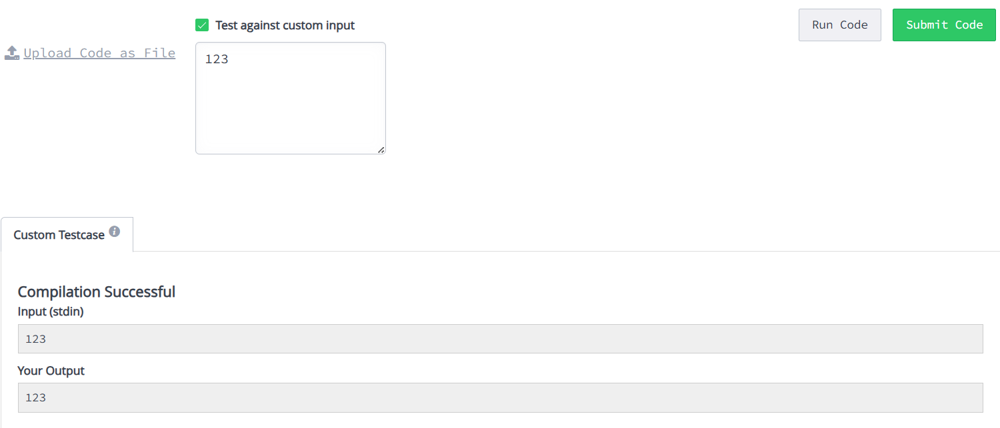 Test against custom input
Run Code
Submit Code
Upload Code as File
123
Custom Testcase
Compilation Successful
Input (stdin)
123
Your Output
123